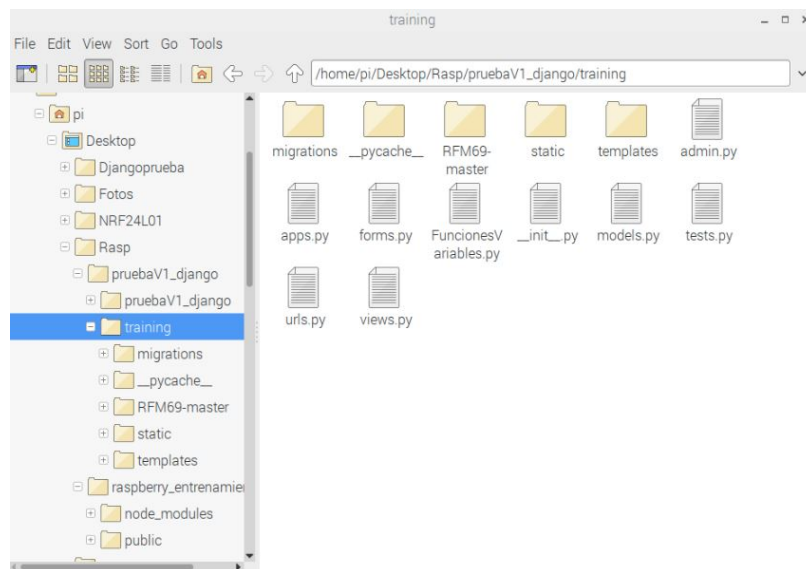 training
File Edit View Sort Go Tools
/home/pi/Desktop/Rasp/pruebaV1_django/training
pi
Desktop
Djangoprueba
Fotos
NRF24L01
Rasp
pruebaV1_django
pruebaV1_django
training
migrations
__pycache__
RFM69-master
static
templates
raspberry_entrenamie
node_modules
public
migrations __pycache__ RFM69- static templates admin.py
master
apps.py forms.py FuncionesV __init__.py models.py tests.py
ariables.py
urls.py views.py